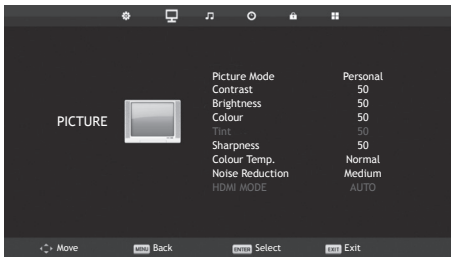 PICTURE
Picture Mode Personal
Contrast 50
Brightness 50
Colour 50
Tint 50
Sharpness 50
Colour Temp. Normal
Noise Reduction Medium
HDMI MODE AUTO
Move MENU Back ENTER Select EXIT Exit